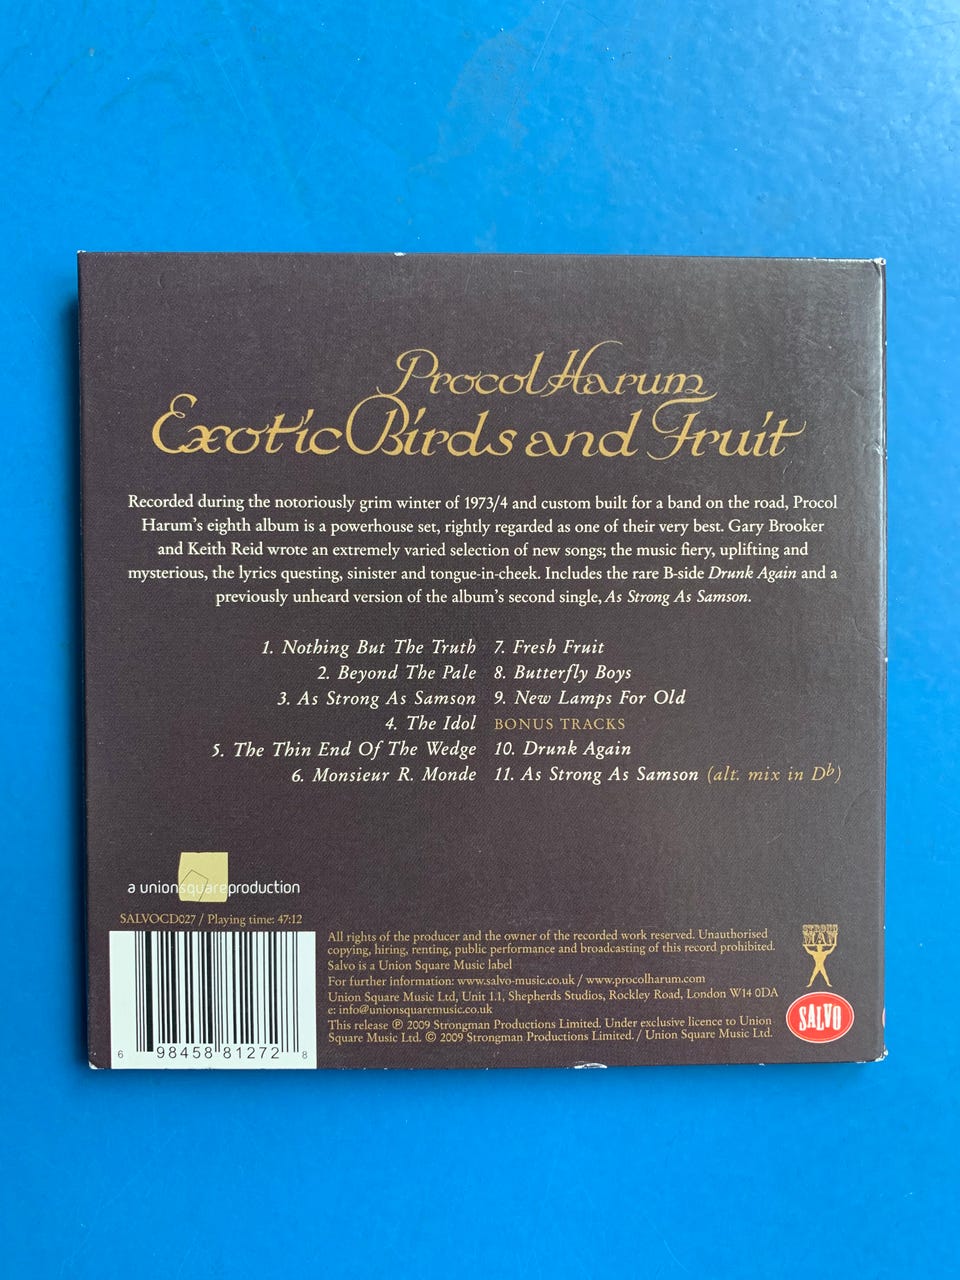 Procol Harum
Exotic Birds and Fruit
Recorded during the notoriously grim winter of 1973/4 and custom built for a band on the road, Procol
Harum's eighth album is a powerhouse set, rightly regarded as one of their very best. Gary Brooker
and Keith Reid wrote an extremely varied selection of new songs; the music fiery, uplifting and
mysterious, the lyrics questing, sinister and tongue-in-cheek. Includes the rare B-side Drunk Again and a
previously unheard version of the album's second single, As Strong As Samson.
1. Nothing But The Truth
2. Beyond The Pale
3. As Strong As Samson
4. The Idol
5. The Thin End Of The Wedge
6. Monsieur R. Monde
7. Fresh Fruit
8. Butterfly Boys
9. New Lamps For Old
BONUS TRACKS
10. Drunk Again
11. As Strong As Samson (alt. mix in Db)
a unionsquareproduction
SALVOCD027 / Playing time: 47:12
6 98458 81272 8
All rights of the producer and the owner of the recorded work reserved. Unauthorised
copying, hiring, renting, public performance and broadcasting of this record prohibited.
Salvo is a Union Square Music label
For further information: www.salvo-music.co.uk / www.procolharum.com
Union Square Music Ltd, Unit 1.1, Shepherds Studios, Rockley Road, London W14 0DA
e: info@unionsquaremusic.co.uk
This release ℗ 2009 Strongman Productions Limited. Under exclusive licence to Union
Square Music Ltd. © 2009 Strongman Productions Limited. / Union Square Music Ltd.
STRONG
MAN
SALVO